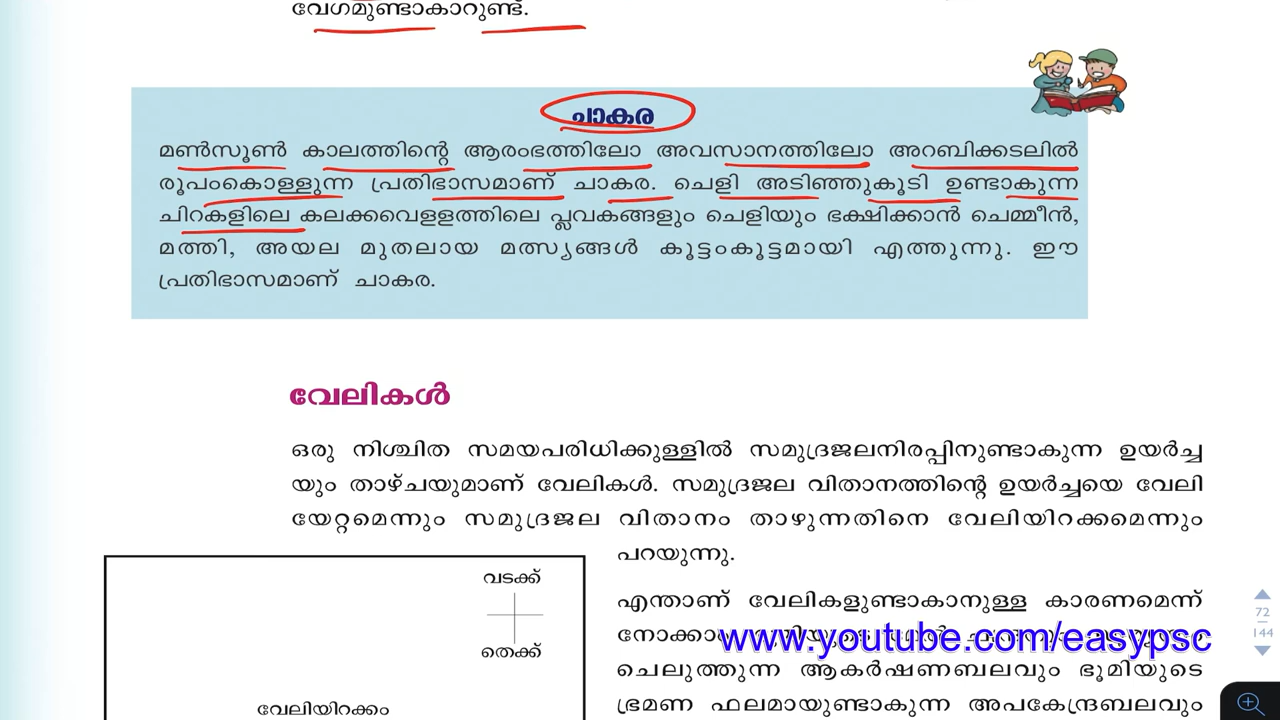 വേഗമുണ്ടാകാറുണ്ട്.
ചാകര
മൺസൂൺ കാലത്തിന്റെ ആരംഭത്തിലോ അവസാനത്തിലോ അറബിക്കടലിൽ
രൂപംകൊള്ളുന്ന പ്രതിഭാസമാണ് ചാകര. ചെളി അടിഞ്ഞുകൂടി ഉണ്ടാകുന്ന
ചിറകളിലെ കലക്കവെളളത്തിലെ പ്ലവകങ്ങളും ചെളിയും ഭക്ഷിക്കാൻ ചെമ്മീൻ,
മത്തി, അയല മുതലായ മത്സ്യങ്ങൾ കൂട്ടംകൂട്ടമായി എത്തുന്നു. ഈ
പ്രതിഭാസമാണ് ചാകര.
വേലികൾ
ഒരു നിശ്ചിത സമയപരിധിക്കുള്ളിൽ സമുദ്രജലനിരപ്പിനുണ്ടാകുന്ന ഉയർച്ച
യും താഴ്ചയുമാണ് വേലികൾ. സമുദ്രജല വിതാനത്തിന്റെ ഉയർച്ചയെ വേലി
യേറ്റമെന്നും സമുദ്രജല വിതാനം താഴുന്നതിനെ വേലിയിറക്കമെന്നും
പറയുന്നു.
വടക്ക്
തെക്ക്
വേലിയിറക്കം
എന്താണ് വേലികളുണ്ടാകാനുള്ള കാരണമെന്ന്
www.youtube.com/easypsc
ചെലുത്തുന്ന ആകർഷണബലവും ഭൂമിയുടെ
ഭ്രമണ ഫലമായുണ്ടാകുന്ന അപകേന്ദ്രബലവും
72
144